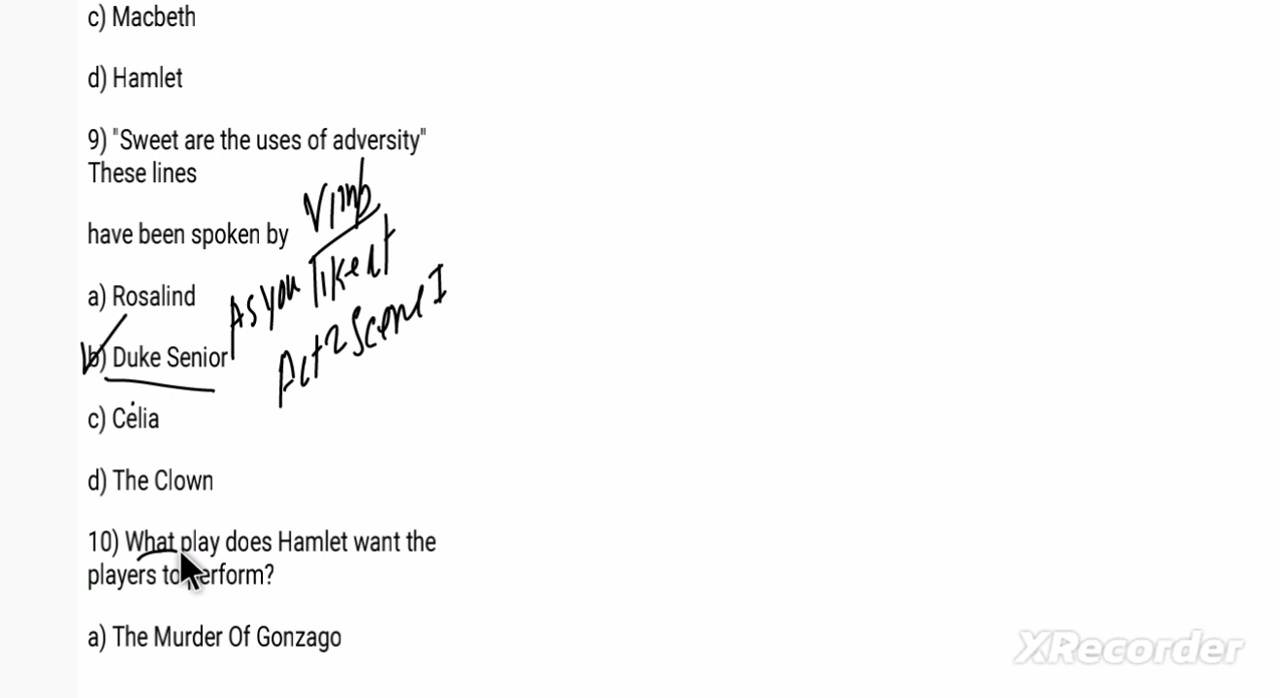 c) Macbeth
d) Hamlet
9) "Sweet are the uses of adversity"
These lines
have been spoken by
V imp
a) Rosalind
As you like it
b) Duke Senior
Act 2 Scene I
c) Celia
d) The Clown
10) What play does Hamlet want the
players to perform?
a) The Murder Of Gonzago
XRecorder